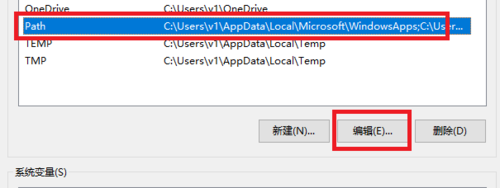 OneDrive C:\Users\v1\OneDrive
Path C:\Users\v1\AppData\Local\Microsoft\WindowsApps;C:\User...
TEMP C:\Users\v1\AppData\Local\Temp
TMP C:\Users\v1\AppData\Local\Temp
新建(N)... 编辑(E)... 删除(D)
系统变量(S)